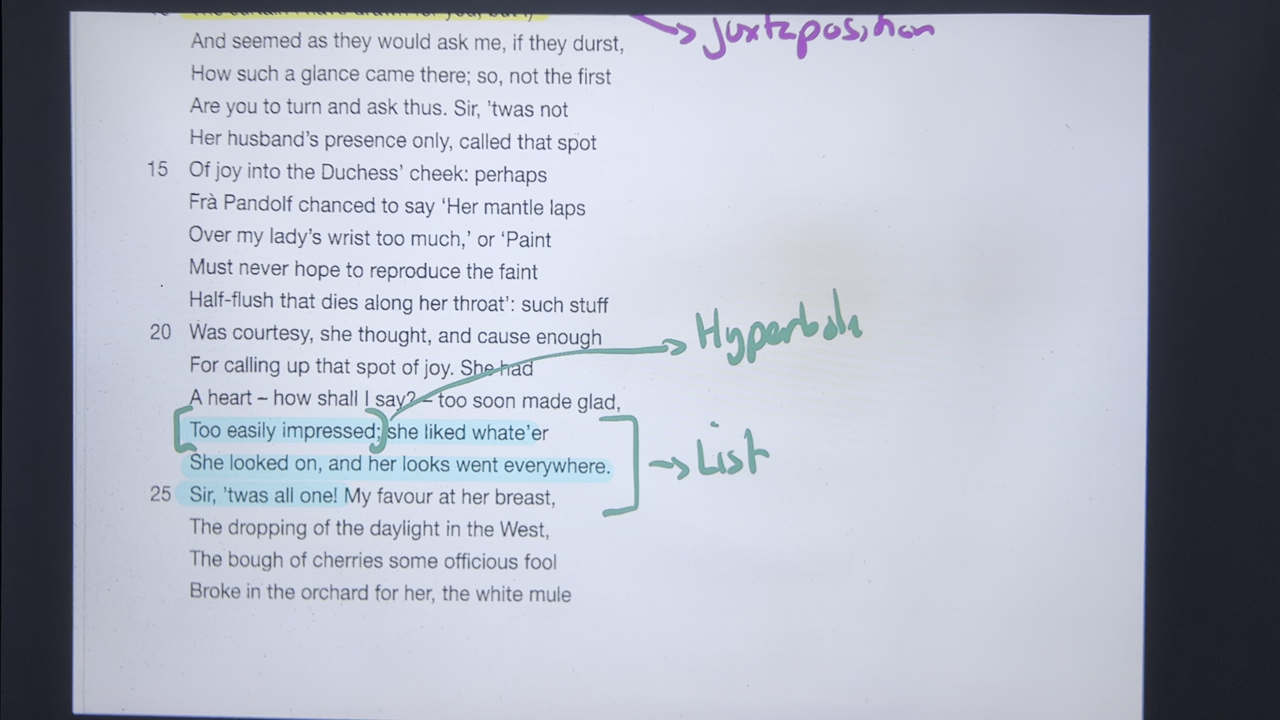 juxtaposition
And seemed as they would ask me, if they durst,
How such a glance came there; so, not the first
Are you to turn and ask thus. Sir, ’twas not
Her husband’s presence only, called that spot
15 Of joy into the Duchess’ cheek: perhaps
Frà Pandolf chanced to say ‘Her mantle laps
Over my lady’s wrist too much,’ or ‘Paint
Must never hope to reproduce the faint
Half-flush that dies along her throat’: such stuff
20 Was courtesy, she thought, and cause enough
For calling up that spot of joy. She had
A heart – how shall I say? – too soon made glad,
Hyperbole
Too easily impressed; she liked whate’er
She looked on, and her looks went everywhere.
List
25 Sir, ’twas all one! My favour at her breast,
The dropping of the daylight in the West,
The bough of cherries some officious fool
Broke in the orchard for her, the white mule